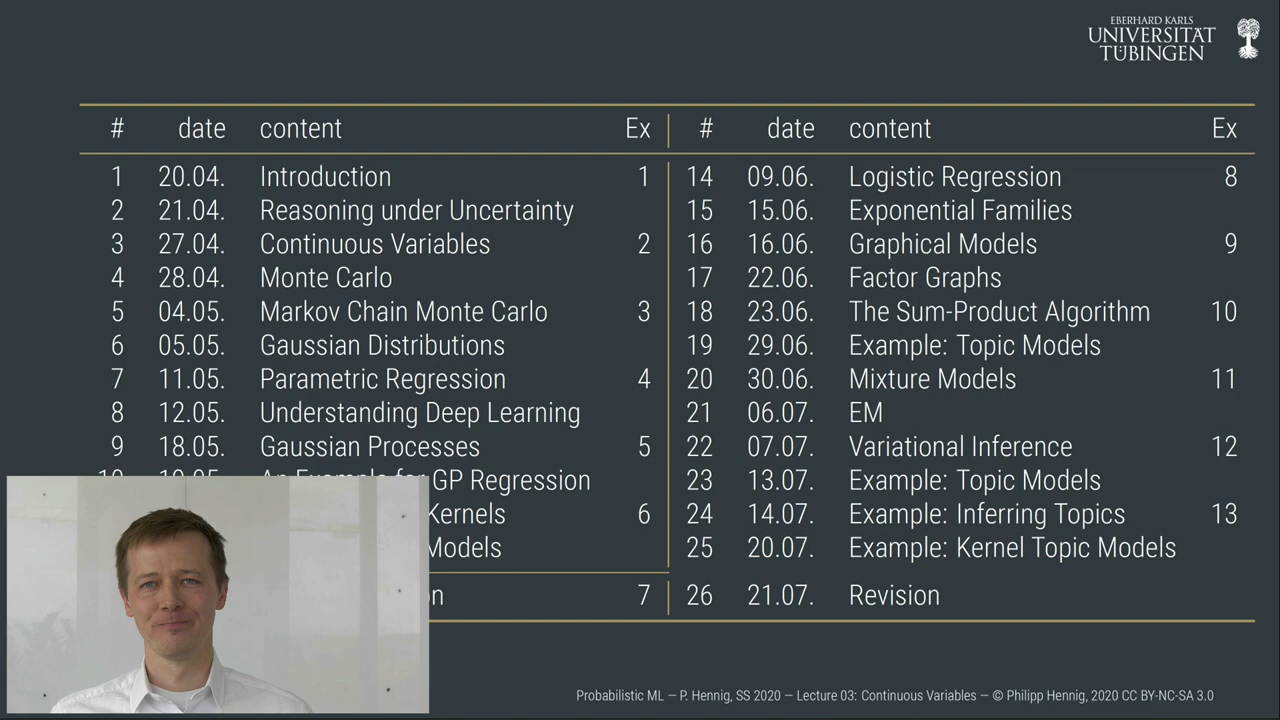 EBERHARD KARLS
UNIVERSITÄT
TÜBINGEN
# date content Ex # date content Ex
1 20.04. Introduction 1 14 09.06. Logistic Regression 8
2 21.04. Reasoning under Uncertainty 15 15.06. Exponential Families
3 27.04. Continuous Variables 2 16 16.06. Graphical Models 9
4 28.04. Monte Carlo 17 22.06. Factor Graphs
5 04.05. Markov Chain Monte Carlo 3 18 23.06. The Sum-Product Algorithm 10
6 05.05. Gaussian Distributions 19 29.06. Example: Topic Models
7 11.05. Parametric Regression 4 20 30.06. Mixture Models 11
8 12.05. Understanding Deep Learning 21 06.07. EM
9 18.05. Gaussian Processes 5 22 07.07. Variational Inference 12
An Example for GP Regression 23 13.07. Example: Topic Models
Kernels 6 24 14.07. Example: Inferring Topics 13
Models 25 20.07. Example: Kernel Topic Models
7 26 21.07. Revision
Probabilistic ML — P. Hennig, SS 2020 — Lecture 03: Continuous Variables — © Philipp Hennig, 2020 CC BY-NC-SA 3.0